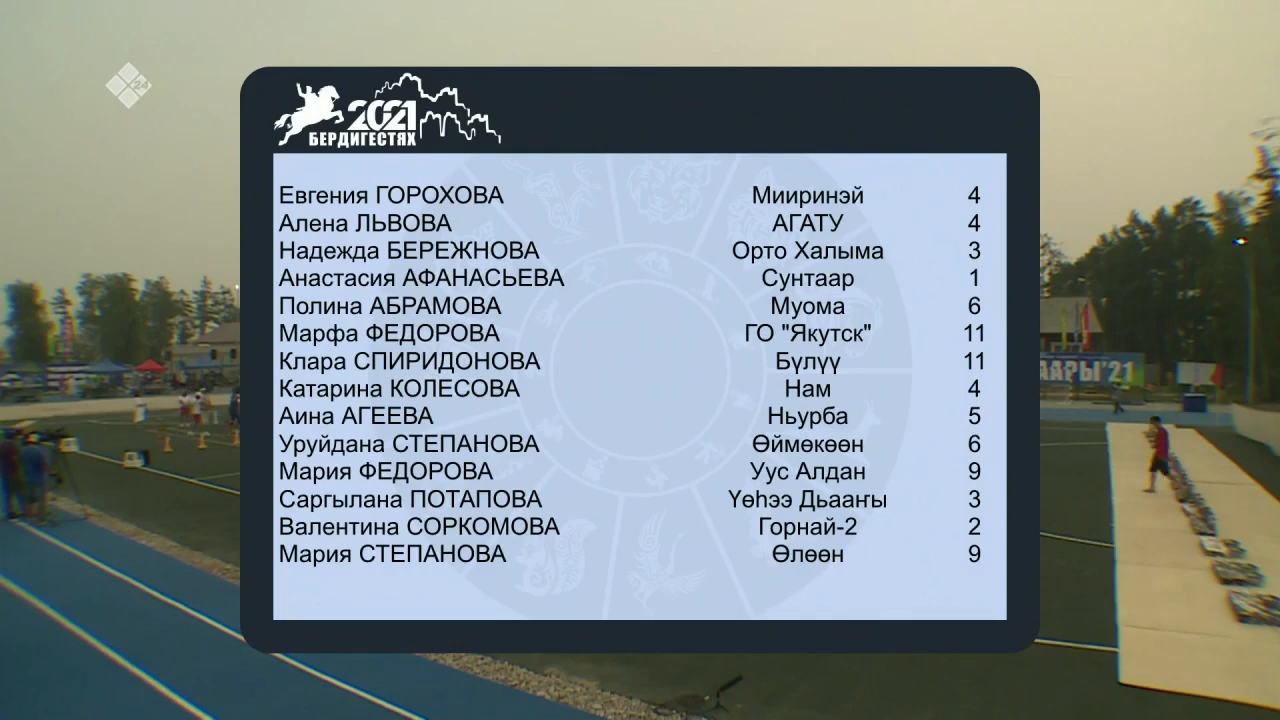 24
2021
БЕРДИГЕСТЯХ
Евгения ГОРОХОВА Мииринэй 4
Алена ЛЬВОВА АГАТУ 4
Надежда БЕРЕЖНОВА Орто Халыма 3
Анастасия АФАНАСЬЕВА Сунтаар 1
Полина АБРАМОВА Муома 6
Марфа ФЕДОРОВА ГО "Якутск" 11
Клара СПИРИДОНОВА Бүлүү 11
Катарина КОЛЕСОВА Нам 4
Аина АГЕЕВА Ньурба 5
Уруйдана СТЕПАНОВА Өймөкөөн 6
Мария ФЕДОРОВА Уус Алдан 9
Саргылана ПОТАПОВА Үөһээ Дьааҥы 3
Валентина СОРКОМОВА Горнай-2 2
Мария СТЕПАНОВА Өлөөн 9
ААРЫ'21